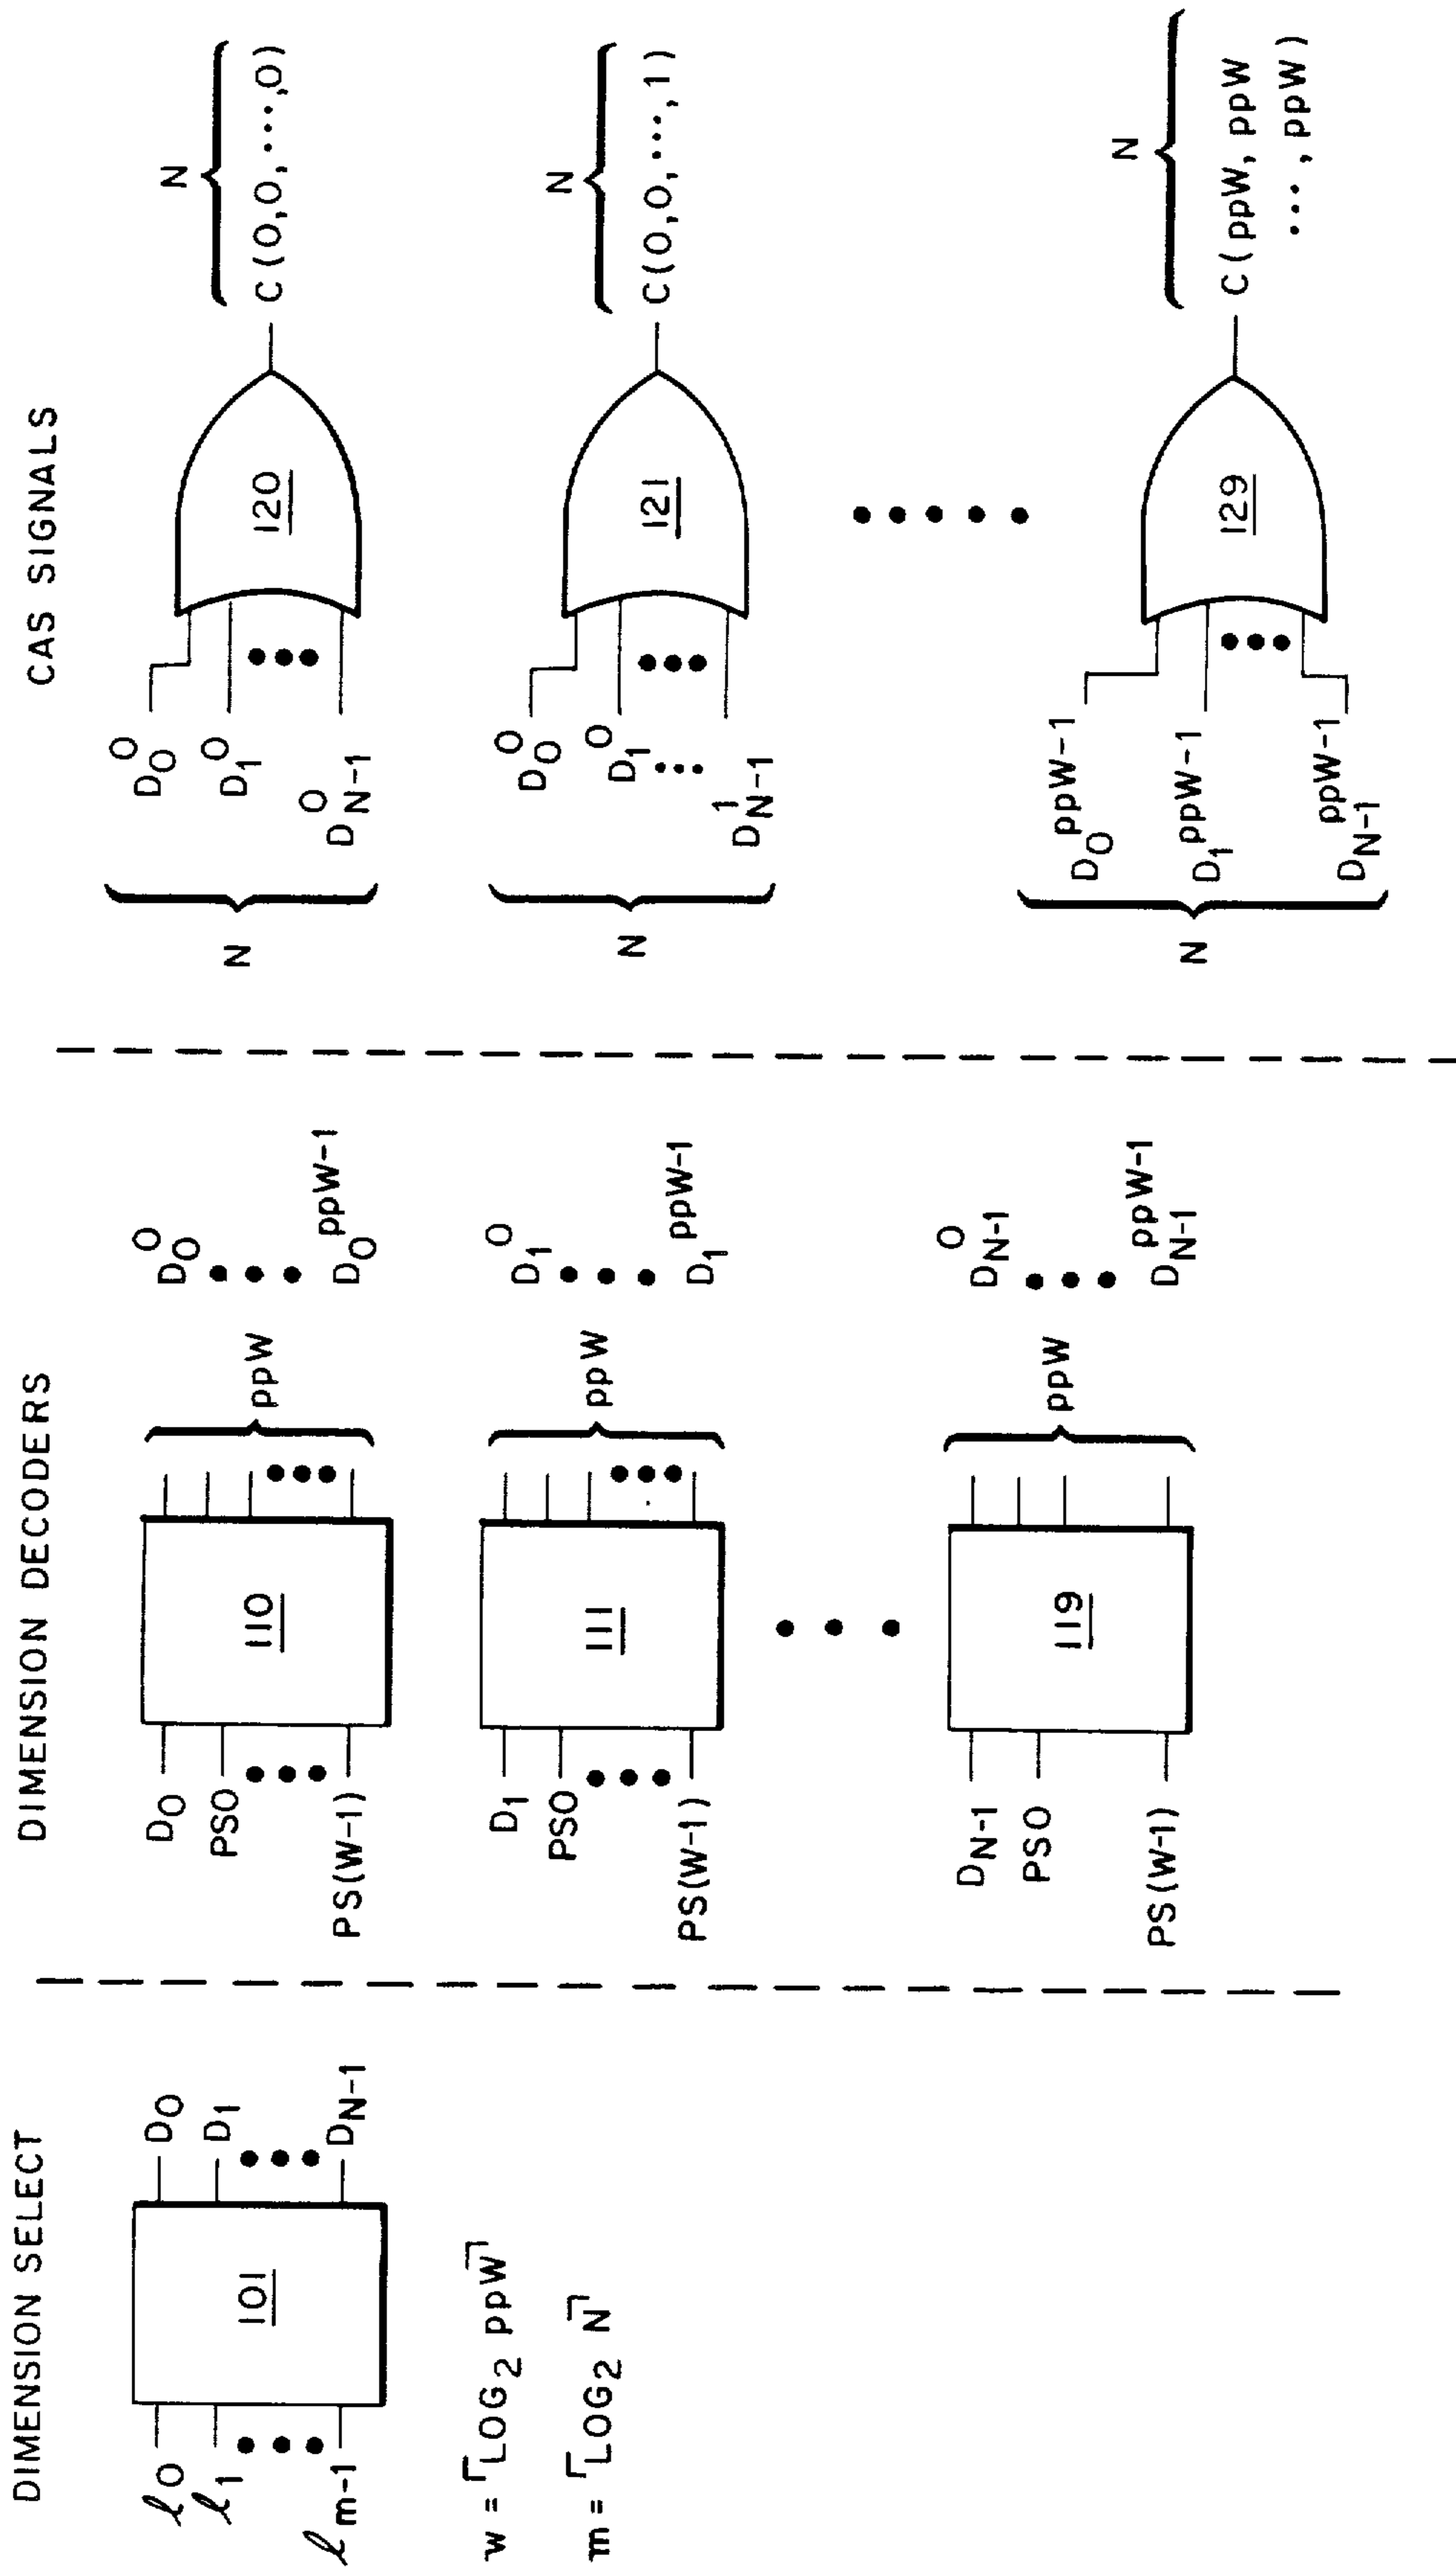 DIMENSION SELECT
ℓ0
ℓ1
ℓm-1
101
D0
D1
DN-1
w = ⌈LOG2 ppW⌉
m = ⌈LOG2 N⌉
DIMENSION DECODERS
D0
PS0
PS(W-1)
110
ppW
D0^0
D0^ppW-1
D1
PS0
PS(W-1)
111
ppW
D1^0
D1^ppW-1
DN-1
PS0
PS(W-1)
119
ppW
DN-1^0
DN-1^ppW-1
CAS SIGNALS
N
D0^0
D1^0
DN-1^0
120
N
C(0,0,•••,0)
N
D0^0
D1^0
DN-1^1
121
N
C(0,0,•••,1)
N
D0^ppW-1
D1^ppW-1
DN-1^ppW-1
129
N
C(ppW, ppW
•••, ppW)